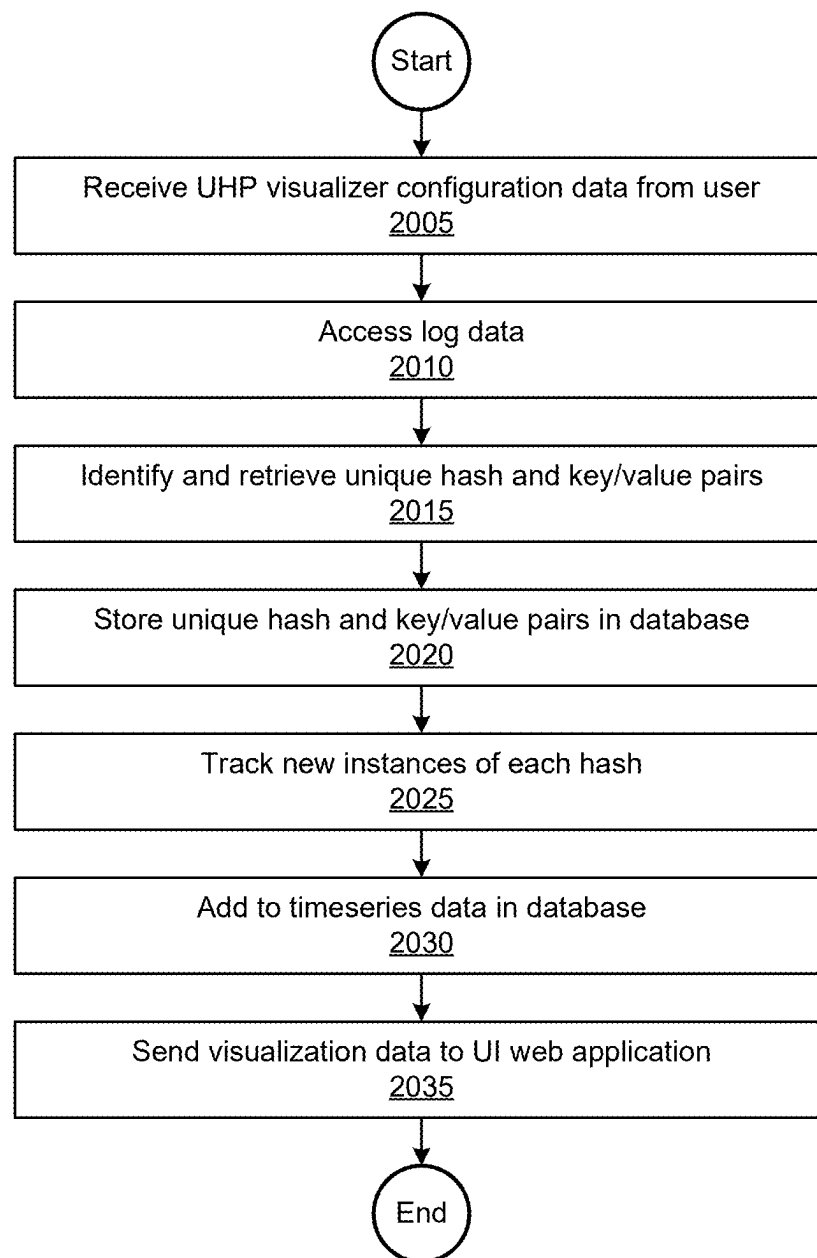 Start
Receive UHP visualizer configuration data from user
2005
Access log data
2010
Identify and retrieve unique hash and key/value pairs
2015
Store unique hash and key/value pairs in database
2020
Track new instances of each hash
2025
Add to timeseries data in database
2030
Send visualization data to UI web application
2035
End